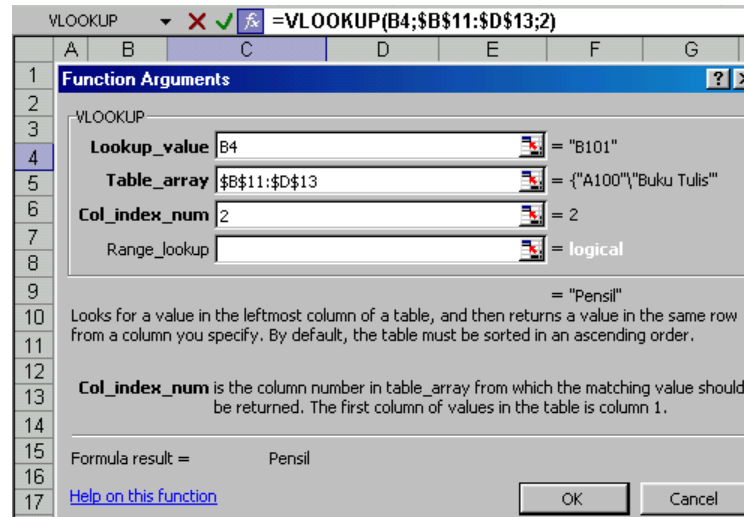 VLOOKUP =VLOOKUP(B4;$B$11:$D$13;2)
A B C D E F G
1 Function Arguments
2
3 VLOOKUP
4 Lookup_value B4 = "B101"
5 Table_array $B$11:$D$13 = {"A100"\"Buku Tulis"
6 Col_index_num 2 = 2
7 Range_lookup = logical
8
9 = "Pensil"
10 Looks for a value in the leftmost column of a table, and then returns a value in the same row
11 from a column you specify. By default, the table must be sorted in an ascending order.
12
13 Col_index_num is the column number in table_array from which the matching value should
be returned. The first column of values in the table is column 1.
14
15 Formula result = Pensil
16
17 Help on this function OK Cancel